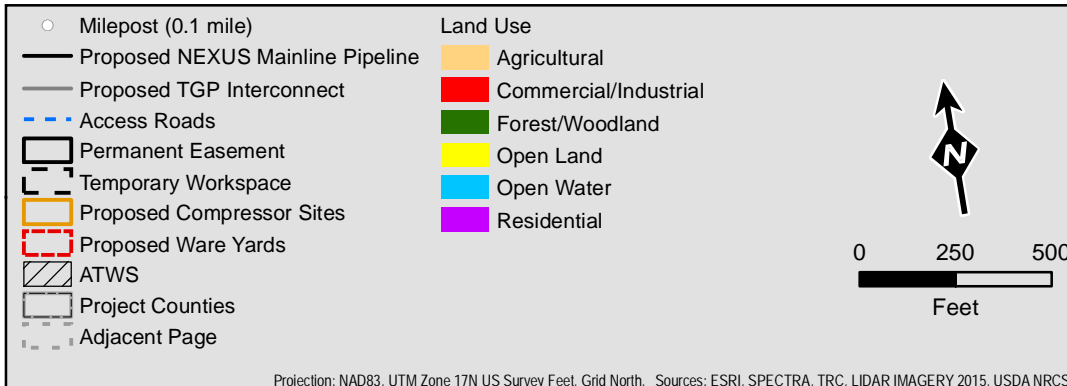 Milepost (0.1 mile)
Proposed NEXUS Mainline Pipeline
Proposed TGP Interconnect
Access Roads
Permanent Easement
Temporary Workspace
Proposed Compressor Sites
Proposed Ware Yards
ATWS
Project Counties
Adjacent Page
Land Use
Agricultural
Commercial/Industrial
Forest/Woodland
Open Land
Open Water
Residential
N
0 250 500
Feet
Projection: NAD83, UTM Zone 17N US Survey Feet, Grid North. Sources: ESRI, SPECTRA, TRC, LIDAR IMAGERY 2015, USDA NRCS